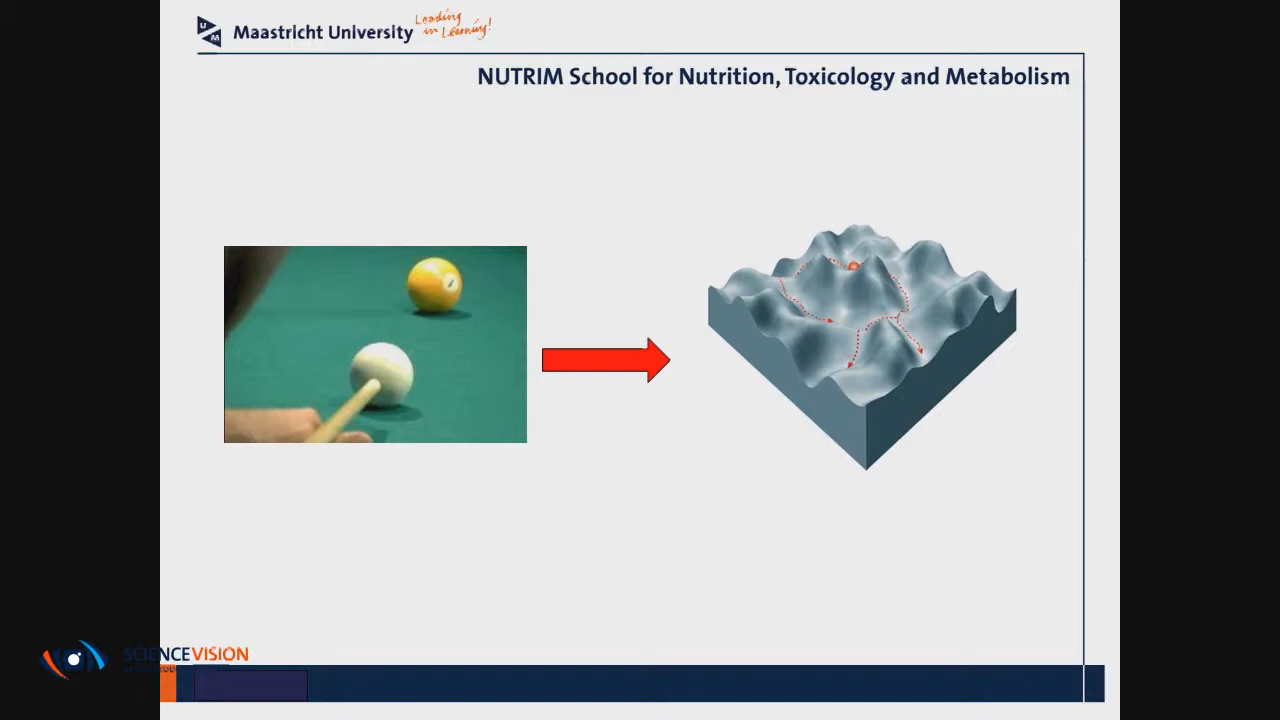 U
M
Maastricht University
Leading
in Learning!
NUTRIM School for Nutrition, Toxicology and Metabolism
SCIENCEVISION